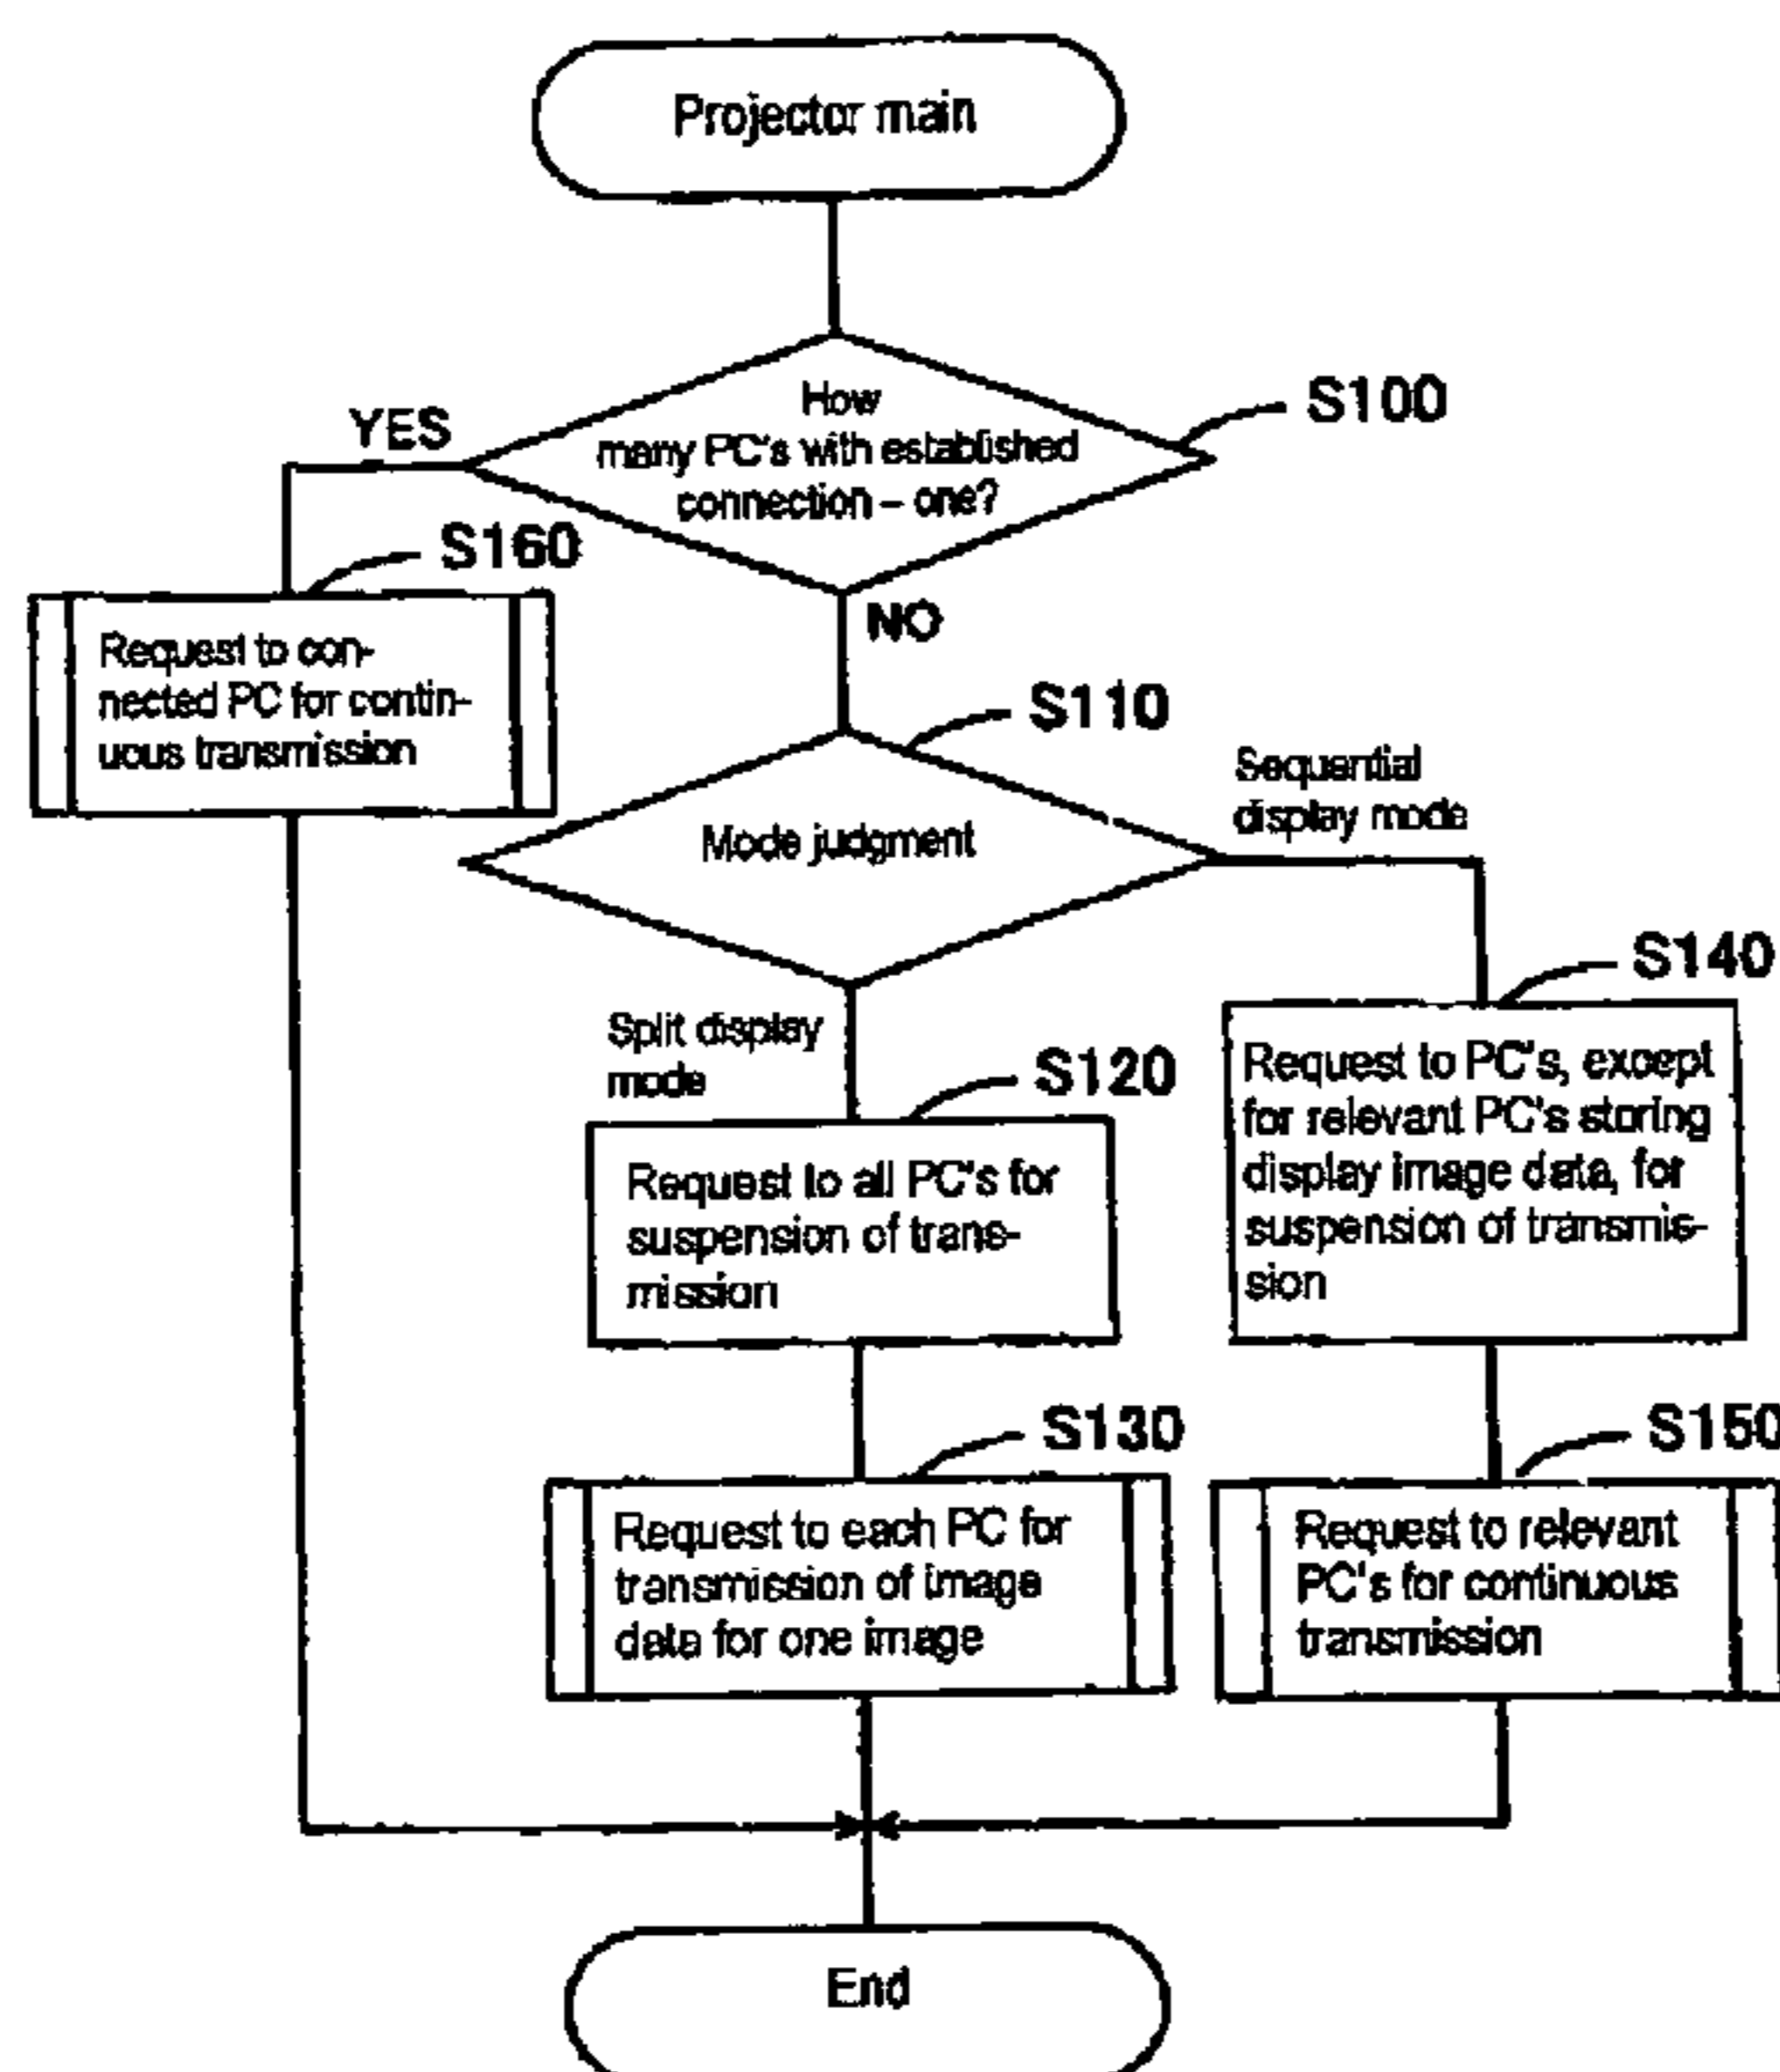 Projector main
How
many PC's with established
connection – one?
S100
YES
S160
Request to con-
nected PC for contin-
uous transmission
NO
S110
Mode judgment
Sequential
display mode
S140
Request to PC's, except
for relevant PC's storing
display image data, for
suspension of transmis-
sion
Split display
mode
S120
Request to all PC's for
suspension of trans-
mission
S130
Request to each PC for
transmission of image
data for one image
S150
Request to relevant
PC's for continuous
transmission
End